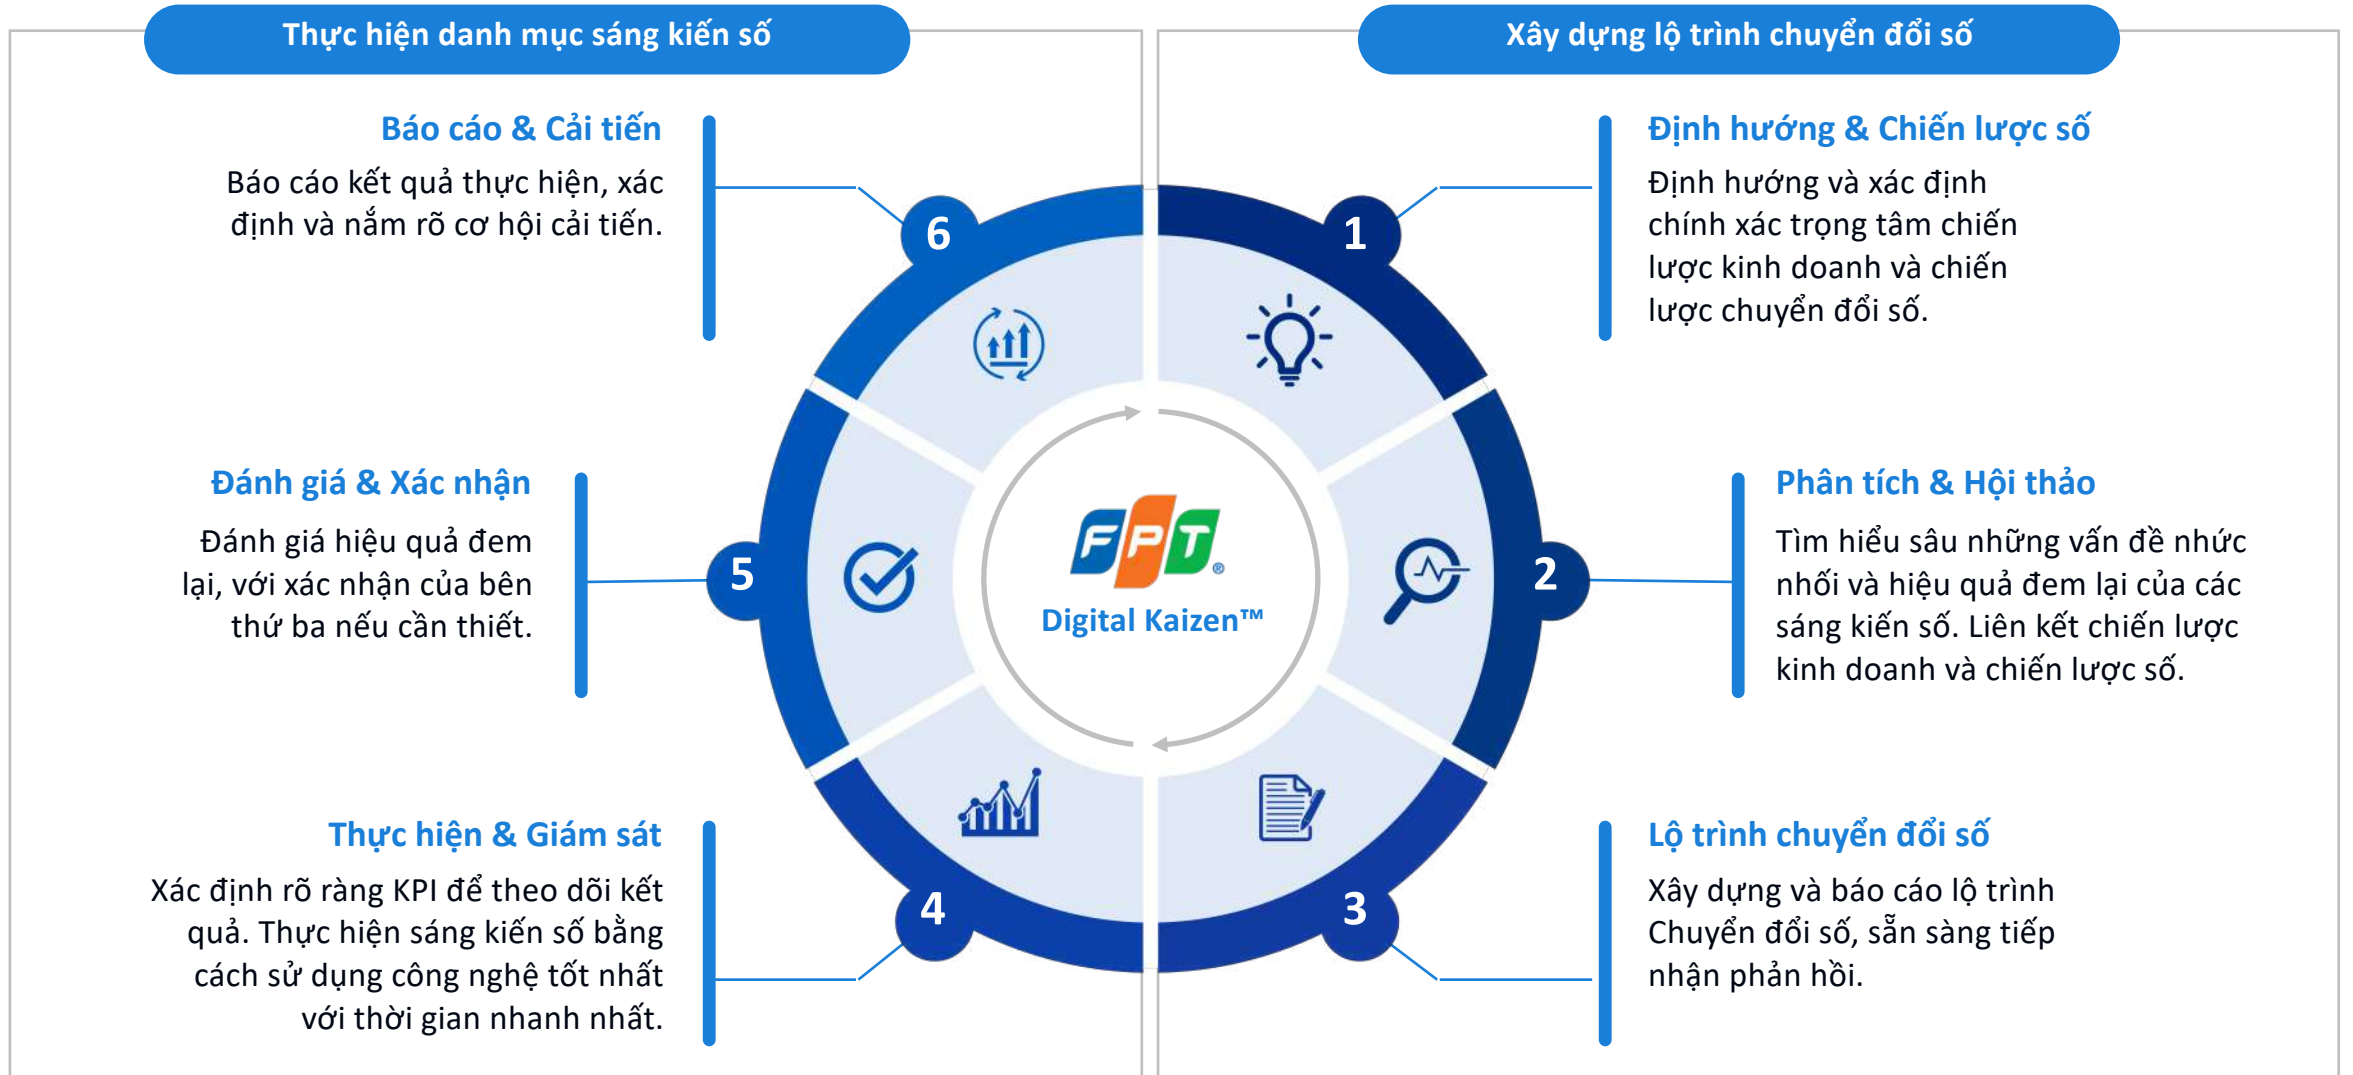 Thực hiện danh mục sáng kiến số
Xây dựng lộ trình chuyển đổi số
Định hướng & Chiến lược số
Định hướng và xác định
chính xác trọng tâm chiến
lược kinh doanh và chiến
lược chuyển đổi số.
1
Phân tích & Hội thảo
Tìm hiểu sâu những vấn đề nhức
nhối và hiệu quả đem lại của các
sáng kiến số. Liên kết chiến lược
kinh doanh và chiến lược số.
2
Lộ trình chuyển đổi số
Xây dựng và báo cáo lộ trình
Chuyển đổi số, sẵn sàng tiếp
nhận phản hồi.
3
Thực hiện & Giám sát
Xác định rõ ràng KPI để theo dõi kết
quả. Thực hiện sáng kiến số bằng
cách sử dụng công nghệ tốt nhất
với thời gian nhanh nhất.
4
Đánh giá & Xác nhận
Đánh giá hiệu quả đem
lại, với xác nhận của bên
thứ ba nếu cần thiết.
5
Báo cáo & Cải tiến
Báo cáo kết quả thực hiện, xác
định và nắm rõ cơ hội cải tiến.
6
FPT®
Digital Kaizen™